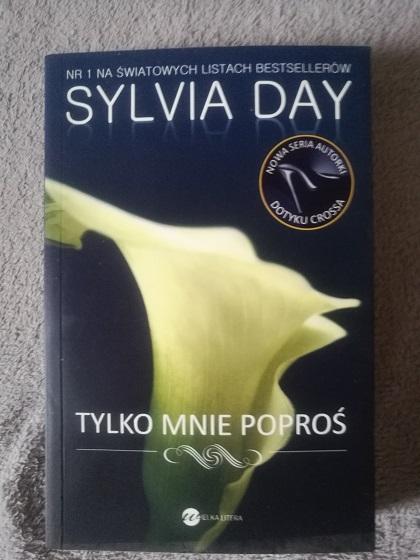 NR 1 NA ŚWIATOWYCH LISTACH BESTSELLERÓW
SYLVIA DAY
NOWA SERIA AUTORKI
DOTYKU CROSSA
TYLKO MNIE POPROŚ
WIELKA LITERA